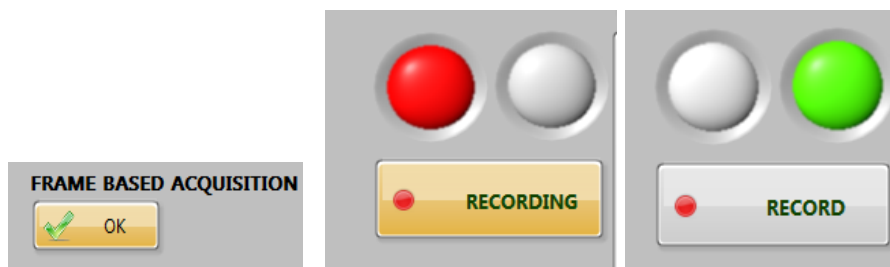 FRAME BASED ACQUISITION
OK
RECORDING
RECORD